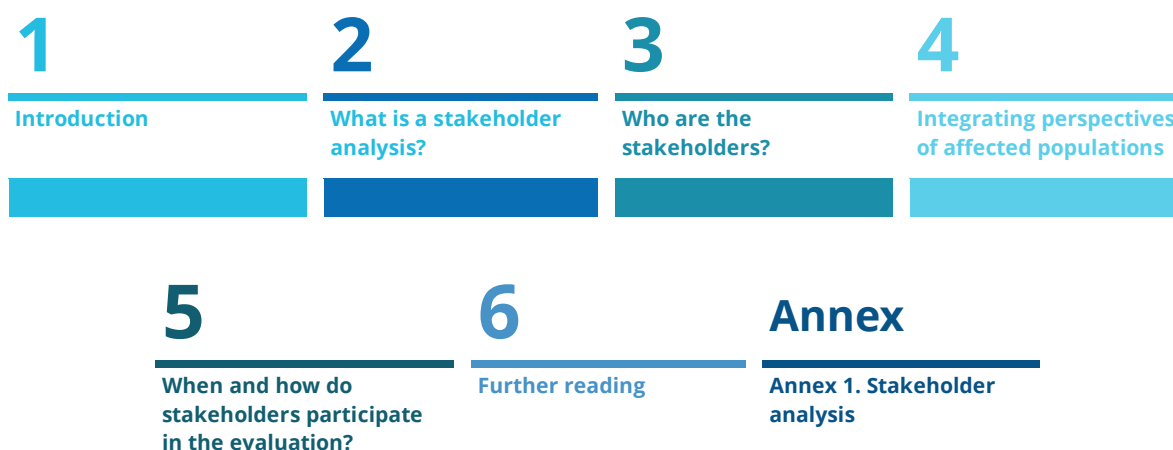 1
Introduction
2
What is a stakeholder
analysis?
3
Who are the
stakeholders?
4
Integrating perspectives
of affected populations
5
When and how do
stakeholders participate
in the evaluation?
6
Further reading
Annex
Annex 1. Stakeholder
analysis